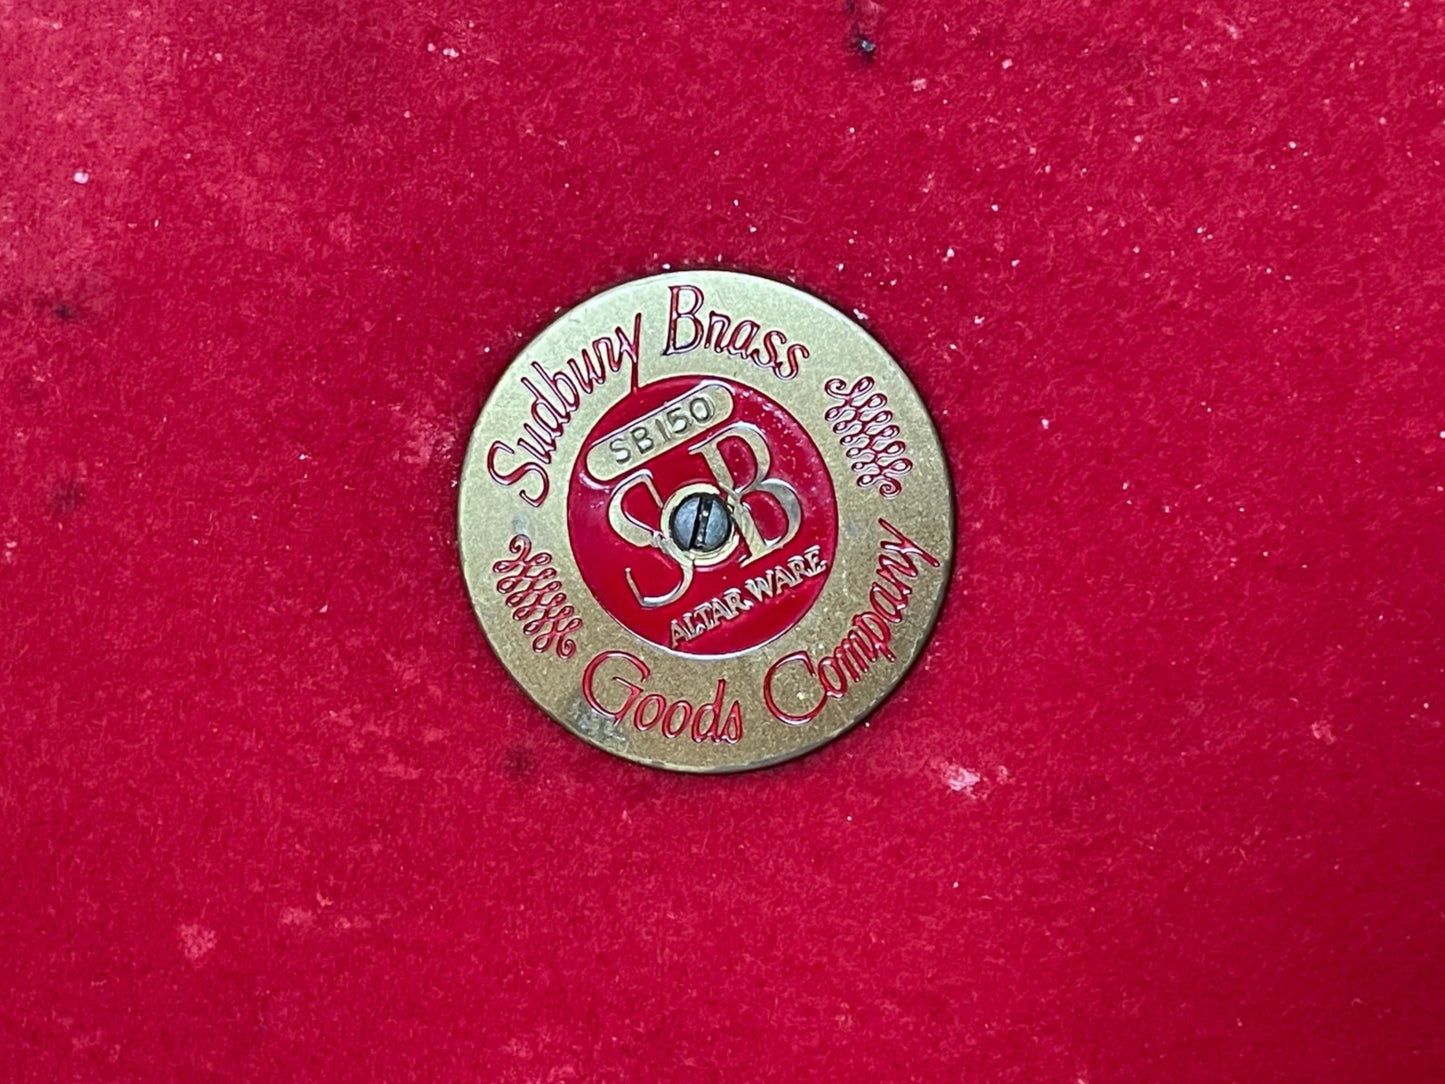 Sudbury Brass
SB150
SB
ALTAR WARE
Goods Company